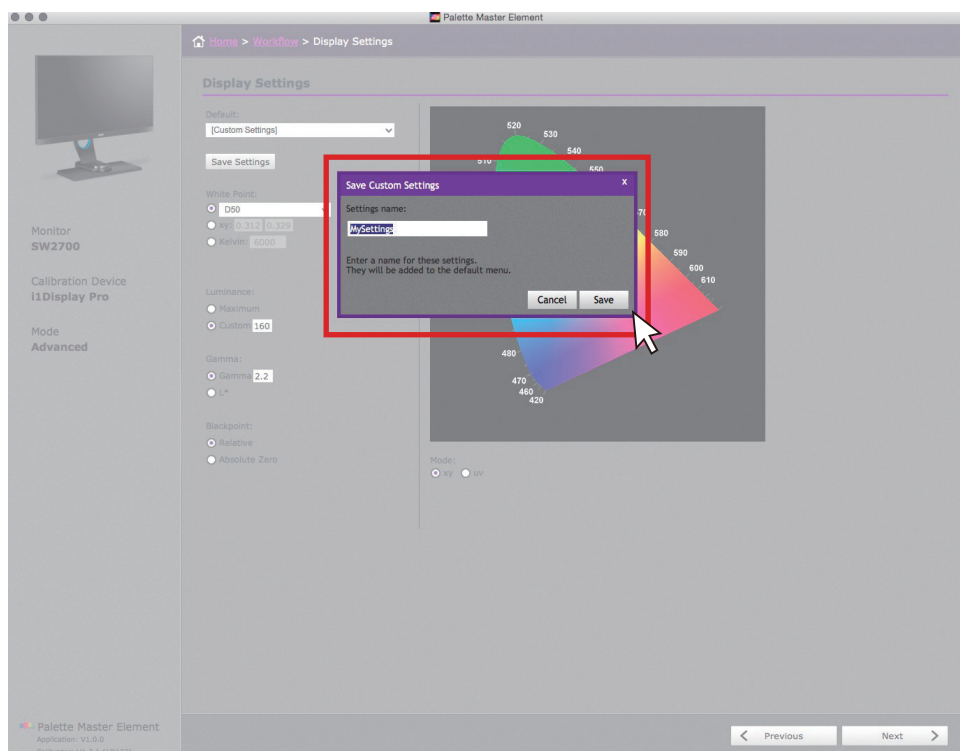 Palette Master Element
Home > Workflow > Display Settings
Display Settings
Default:
[Custom Settings]
Save Settings
White Point:
D50
xy: 0.312 0.329
Kelvin: 6000
Luminance:
Maximum
Custom 160
Gamma:
Gamma 2.2
L*
Blackpoint:
Relative
Absolute Zero
Monitor
SW2700
Calibration Device
i1Display Pro
Mode
Advanced
Save Custom Settings x
Settings name:
MySettings
Enter a name for these settings.
They will be added to the default menu.
Cancel Save
520
530
540
510
550
570
580
590
600
610
480
470
460
420
Mode:
xy uv
Palette Master Element
Application: V1.0.0
Previous Next